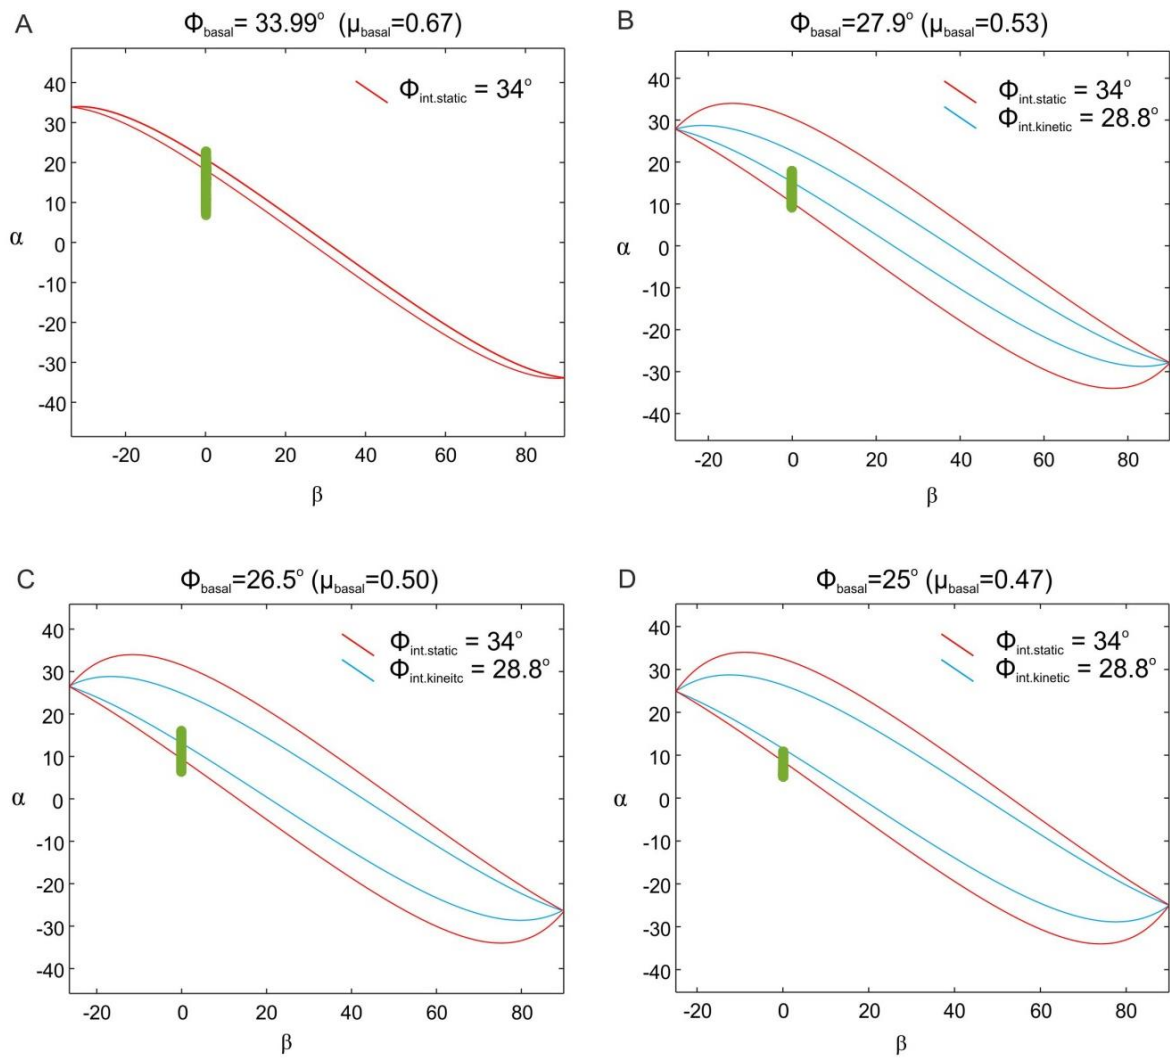 A
Φbasal= 33.99° (μbasal=0.67)
Φint.static = 34°
40
30
20
10
0
-10
-20
-30
-40
α
-20 0 20 40 60 80
β
B
Φbasal=27.9° (μbasal=0.53)
Φint.static = 34°
Φint.kinetic = 28.8°
40
30
20
10
0
-10
-20
-30
-40
α
-20 0 20 40 60 80
β
C
Φbasal=26.5° (μbasal=0.50)
Φint.static = 34°
Φint.kineitc = 28.8°
40
30
20
10
0
-10
-20
-30
-40
α
-20 0 20 40 60 80
β
D
Φbasal=25° (μbasal=0.47)
Φint.static = 34°
Φint.kinetic = 28.8°
40
30
20
10
0
-10
-20
-30
-40
α
-20 0 20 40 60 80
β